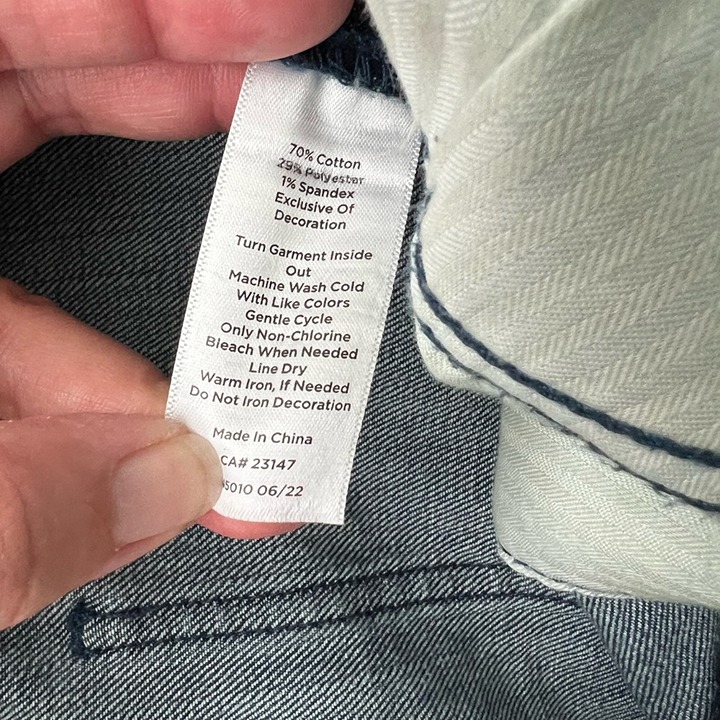 70% Cotton
29% Polyester
1% Spandex
Exclusive Of
Decoration
Turn Garment Inside
Out
Machine Wash Cold
With Like Colors
Gentle Cycle
Only Non-Chlorine
Bleach When Needed
Line Dry
Warm Iron, If Needed
Do Not Iron Decoration
Made In China
CA# 23147
06/22